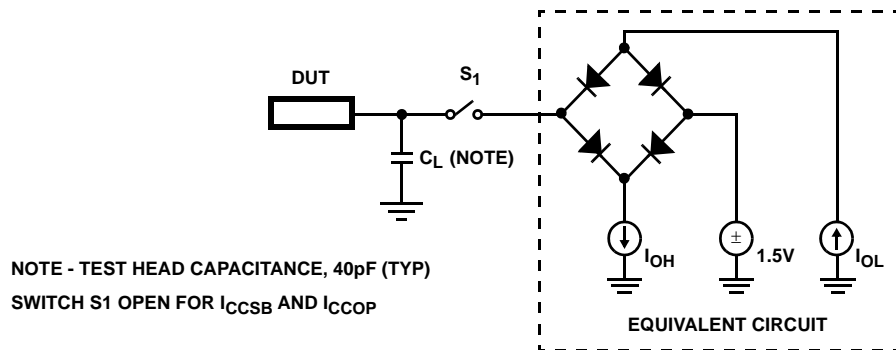 DUT
S1
CL (NOTE)
±
IOH
1.5V
IOL
NOTE - TEST HEAD CAPACITANCE, 40pF (TYP)
SWITCH S1 OPEN FOR ICCSB AND ICCOP
EQUIVALENT CIRCUIT